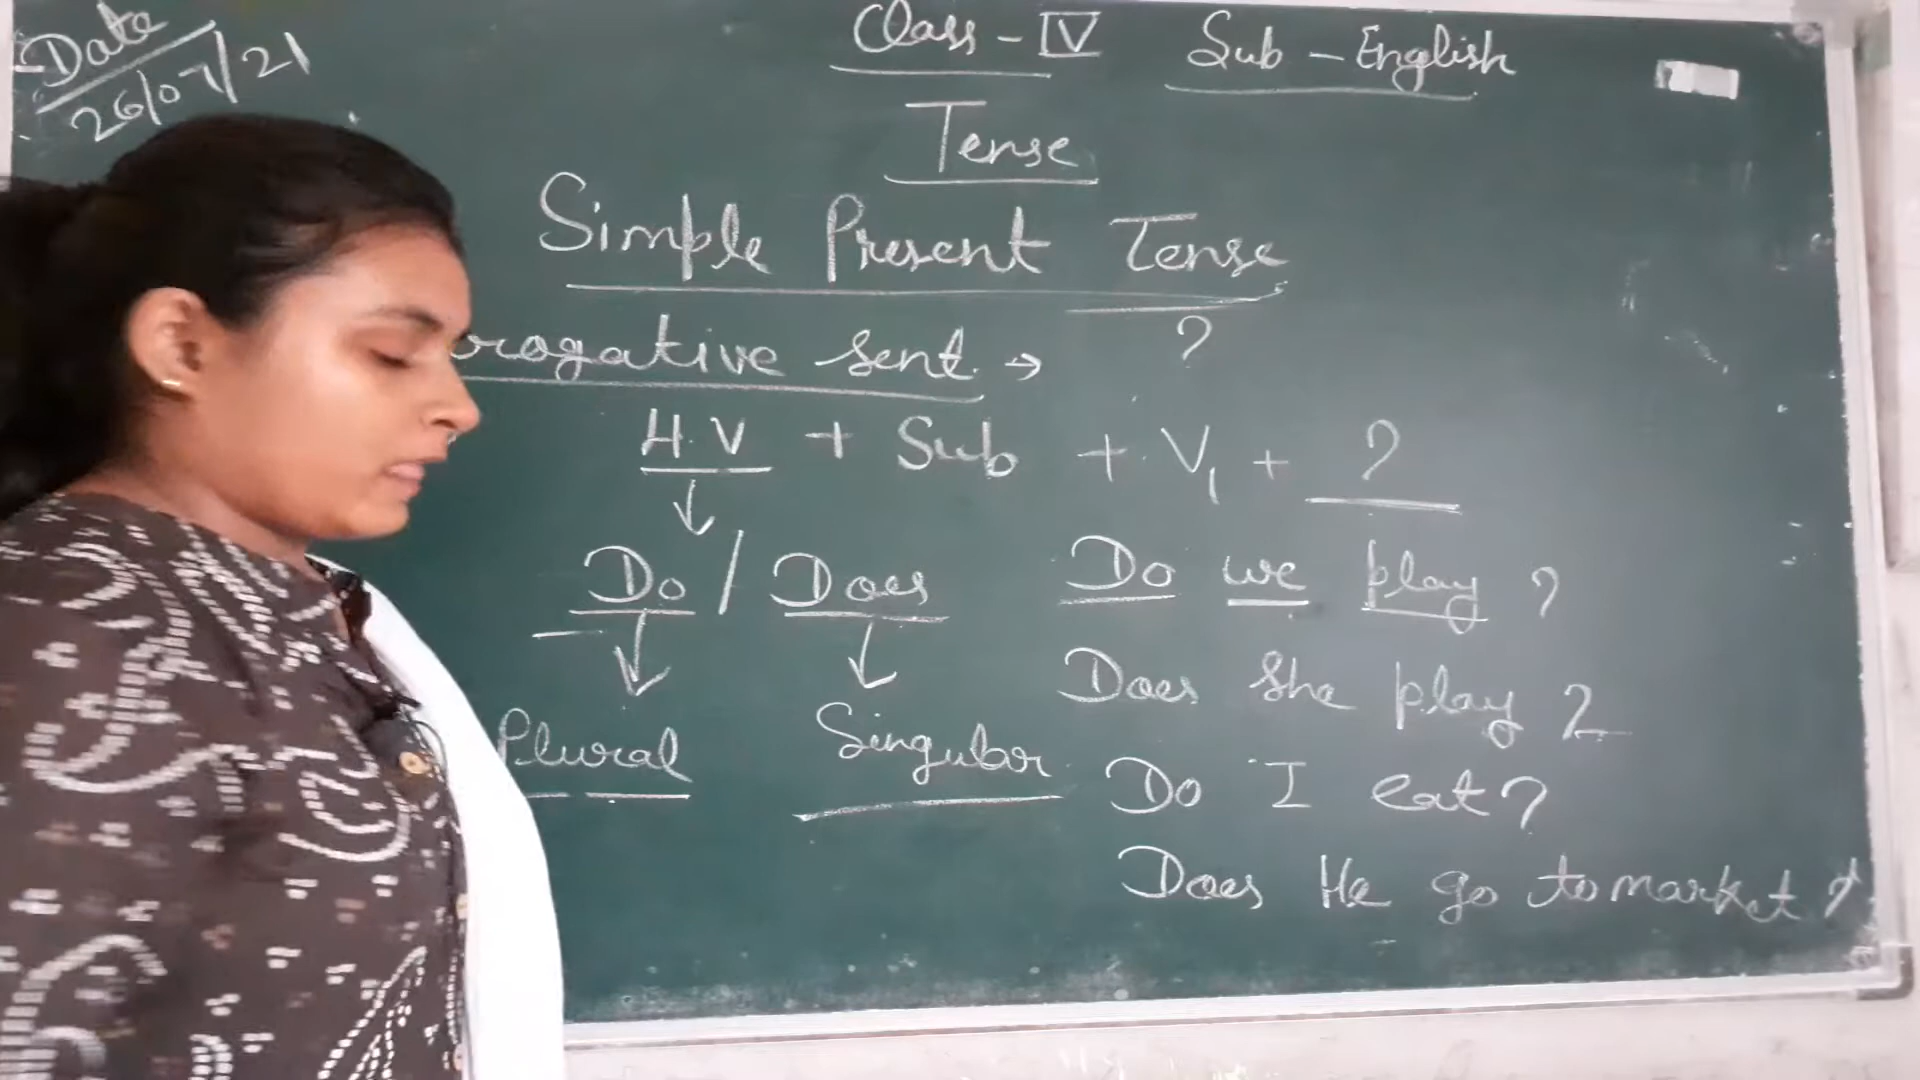 Date
26/07/21
Class - IV Sub - English
Tense
Simple Present Tense
orogative sent. → ?
H.V + Sub + V1 + ?
↓
Do / Does
↓ ↓
Plural Singular
Do we play ?
Does She play ?
Do I eat ?
Does He go to market ?